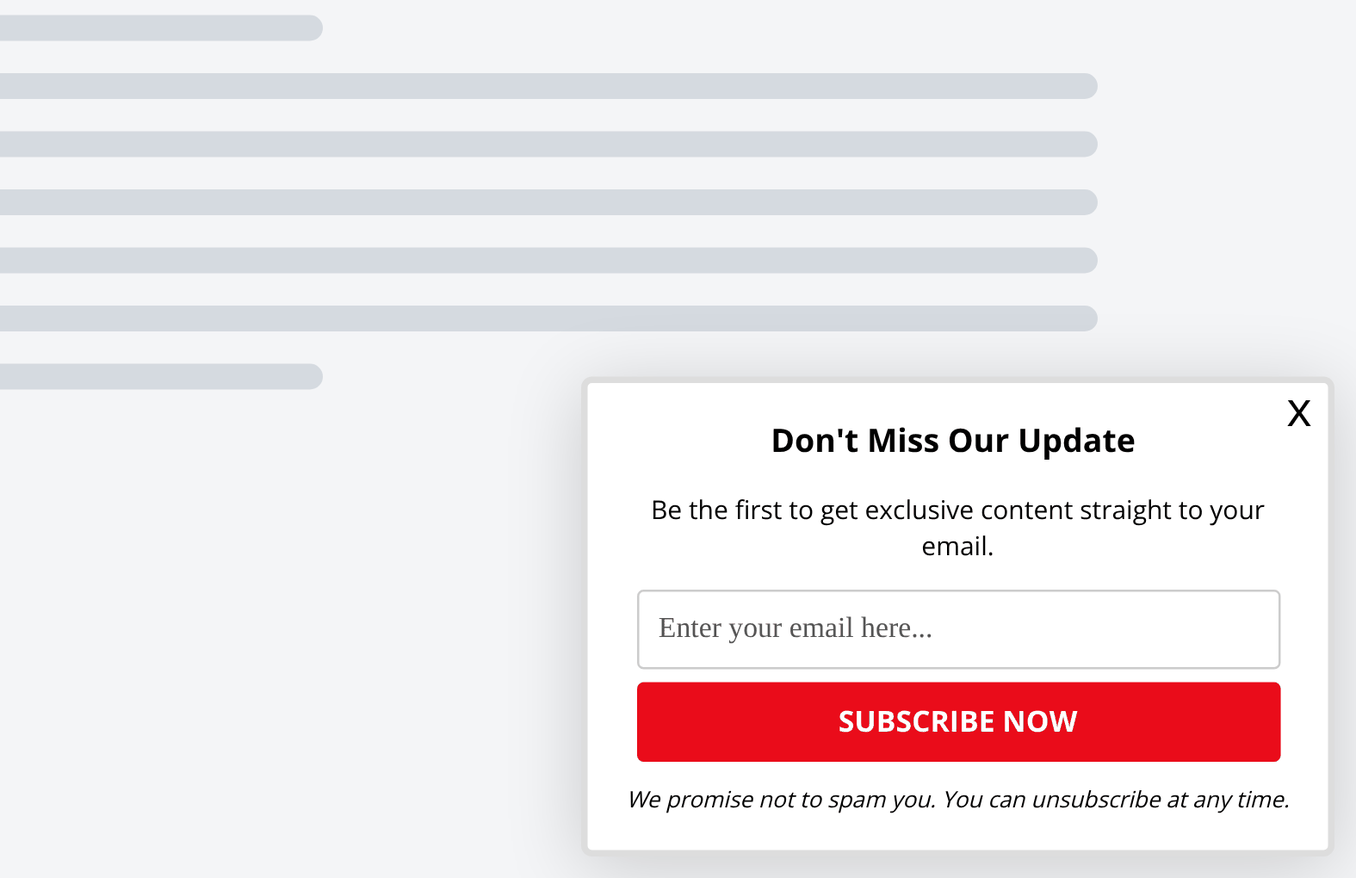 X
Don't Miss Our Update
Be the first to get exclusive content straight to your
email.
Enter your email here...
SUBSCRIBE NOW
We promise not to spam you. You can unsubscribe at any time.